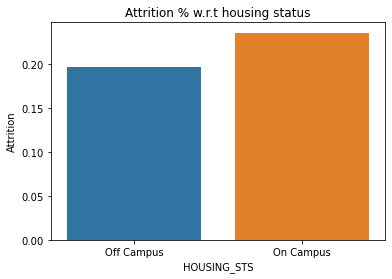 Attrition % w.r.t housing status
Attrition
0.20
0.15
0.10
0.05
0.00
Off Campus
On Campus
HOUSING_STS